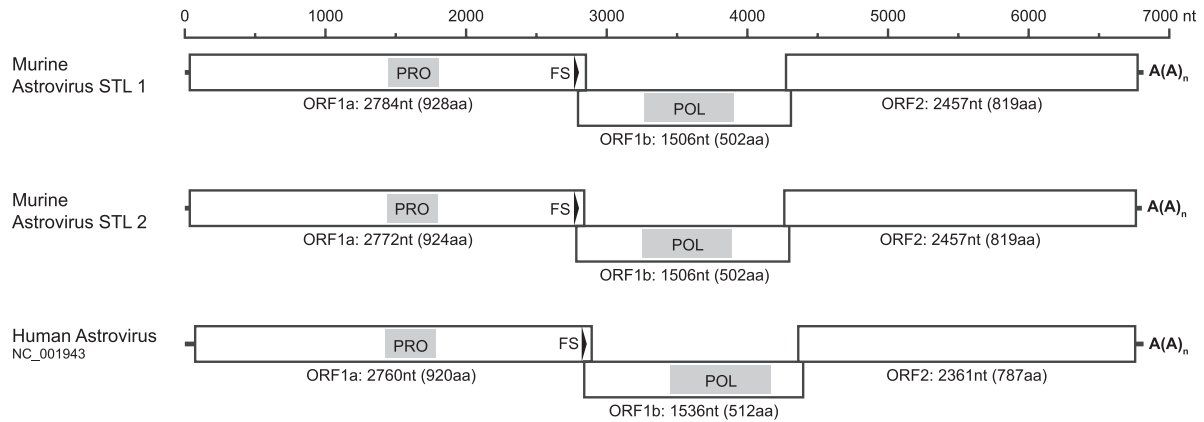 0 1000 2000 3000 4000 5000 6000 7000 nt
Murine
Astrovirus STL 1
PRO
FS
A(A)n
ORF1a: 2784nt (928aa)
POL
ORF2: 2457nt (819aa)
ORF1b: 1506nt (502aa)
Murine
Astrovirus STL 2
PRO
FS
A(A)n
ORF1a: 2772nt (924aa)
POL
ORF2: 2457nt (819aa)
ORF1b: 1506nt (502aa)
Human Astrovirus
NC_001943
PRO
FS
A(A)n
ORF1a: 2760nt (920aa)
POL
ORF2: 2361nt (787aa)
ORF1b: 1536nt (512aa)